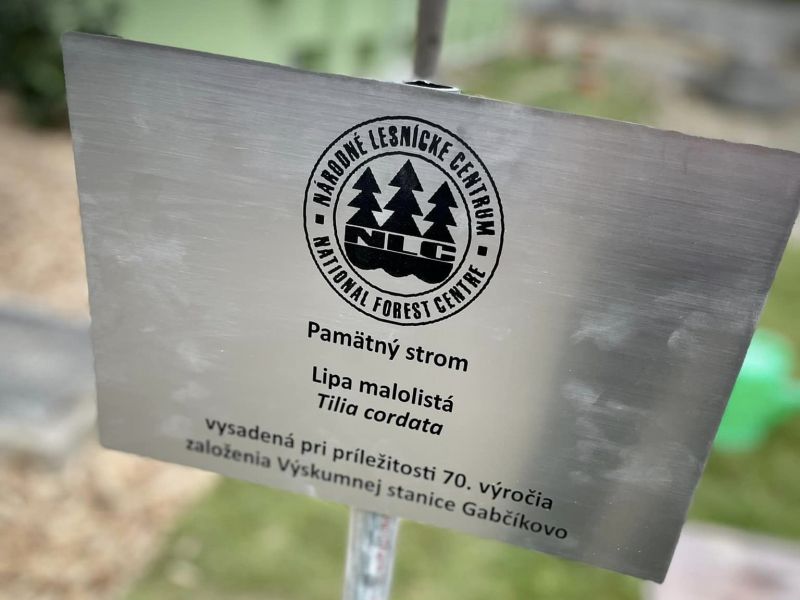 NÁRODNÉ LESNÍCKE CENTRUM
NLC
NATIONAL FOREST CENTRE
Pamätný strom
Lipa malolistá
Tilia cordata
vysadená pri príležitosti 70. výročia
založenia Výskumnej stanice Gabčíkovo